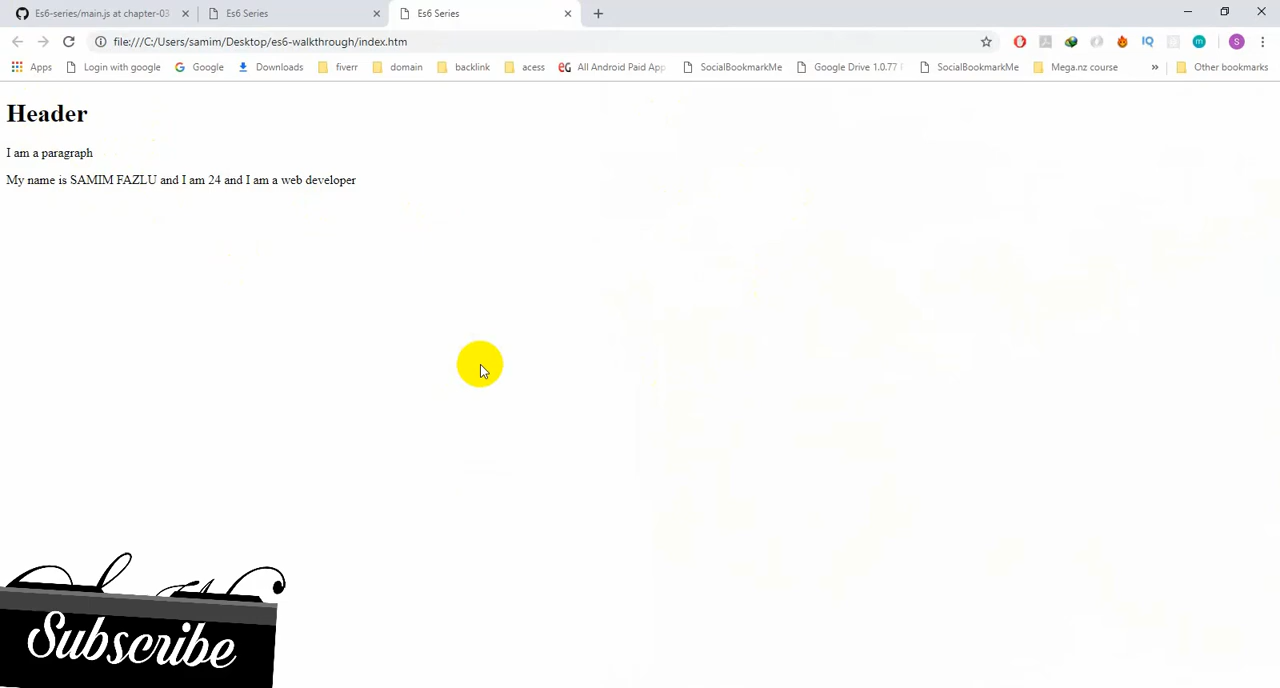 Es6-series/main.js at chapter-03
Es6 Series
Es6 Series
file:///C:/Users/samim/Desktop/es6-walkthrough/index.htm
IQ
m
S
Apps
Login with google
G Google
Downloads
fiverr
domain
backlink
acess
eG All Android Paid App
SocialBookmarkMe
Google Drive 1.0.77
SocialBookmarkMe
Mega.nz course
»
Other bookmarks
Header
I am a paragraph
My name is SAMIM FAZLU and I am 24 and I am a web developer
Subscribe